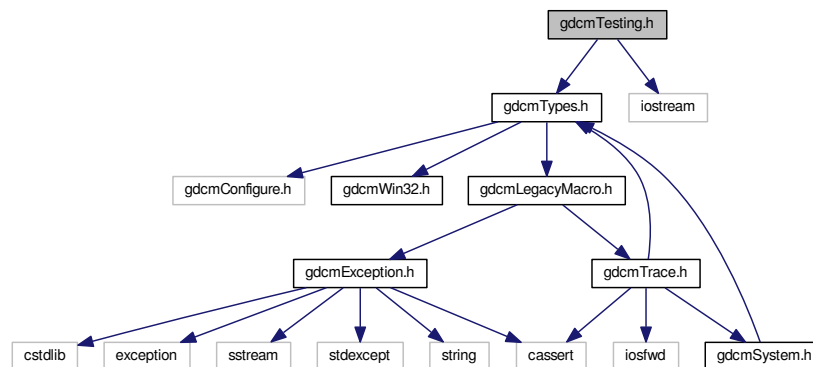 gdcmTesting.h
gdcmTypes.h
iostream
gdcmConfigure.h
gdcmWin32.h
gdcmLegacyMacro.h
gdcmException.h
gdcmTrace.h
cstdlib
exception
sstream
stdexcept
string
cassert
iosfwd
gdcmSystem.h